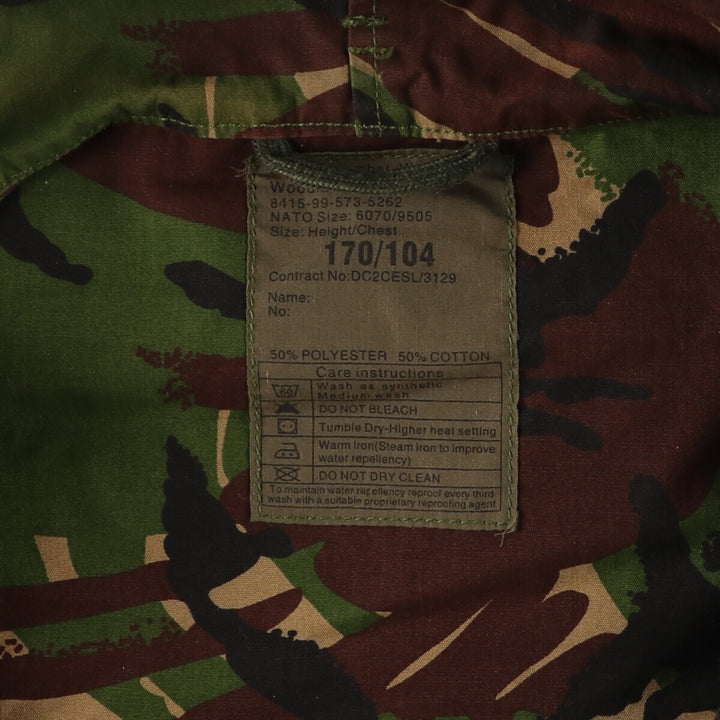 8415-99-573-5262
NATO Size: 6070/9505
Size: Height/Chest
170/104
Contract No:DC2CESL/3129
Name:
No:
50% POLYESTER 50% COTTON
Care instructions
60 Wash as synthetic
Medium wash
DO NOT BLEACH
Tumble Dry-Higher heat setting
Warm Iron(Steam iron to improve
water repellency)
DO NOT DRY CLEAN
To maintain water repellency reproof every third
wash with a suitable proprietary reproofing agent